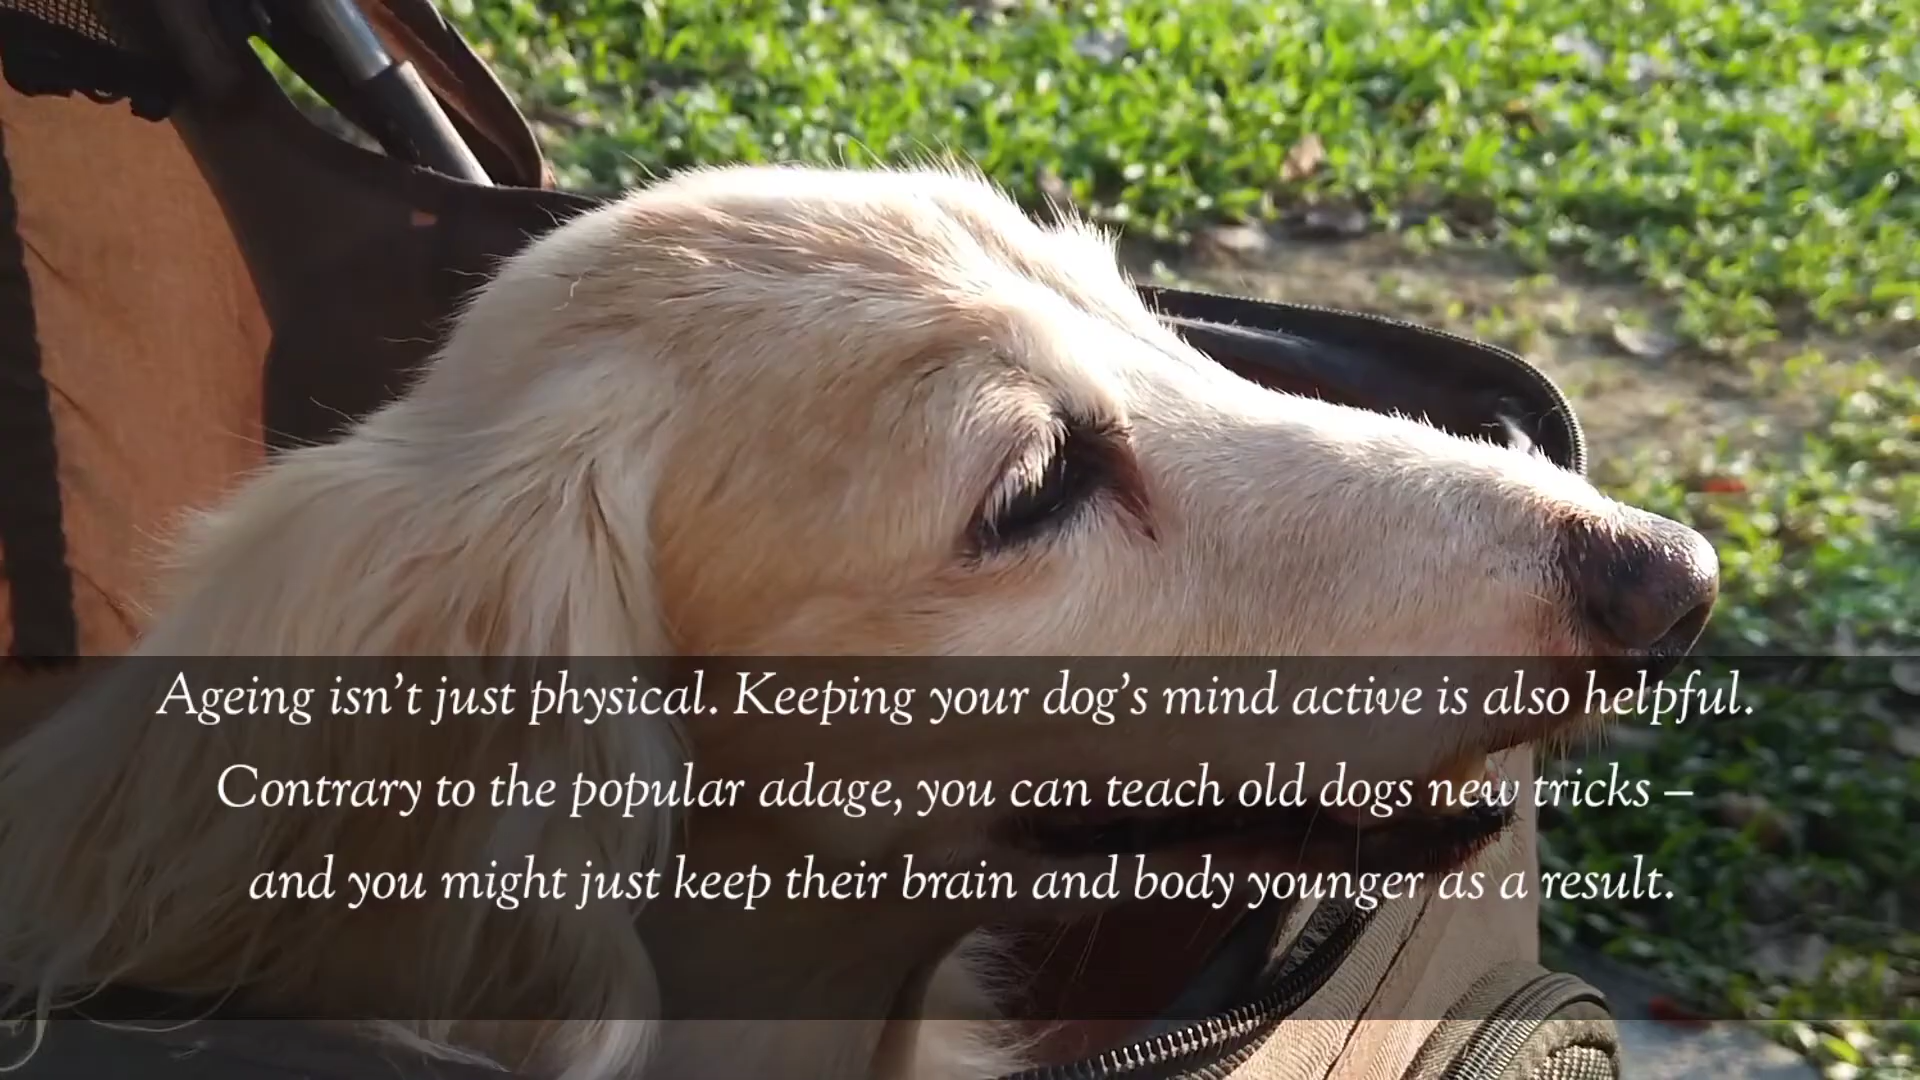 Ageing isn’t just physical. Keeping your dog’s mind active is also helpful.
Contrary to the popular adage, you can teach old dogs new tricks –
and you might just keep their brain and body younger as a result.